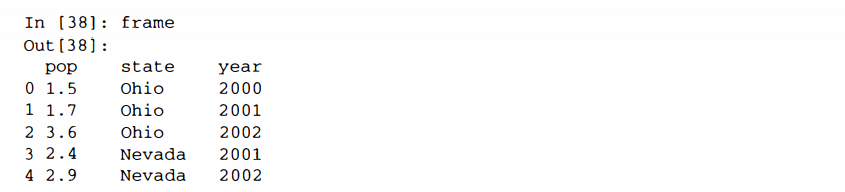 In [38]: frame
Out[38]:
pop state year
0 1.5 Ohio 2000
1 1.7 Ohio 2001
2 3.6 Ohio 2002
3 2.4 Nevada 2001
4 2.9 Nevada 2002